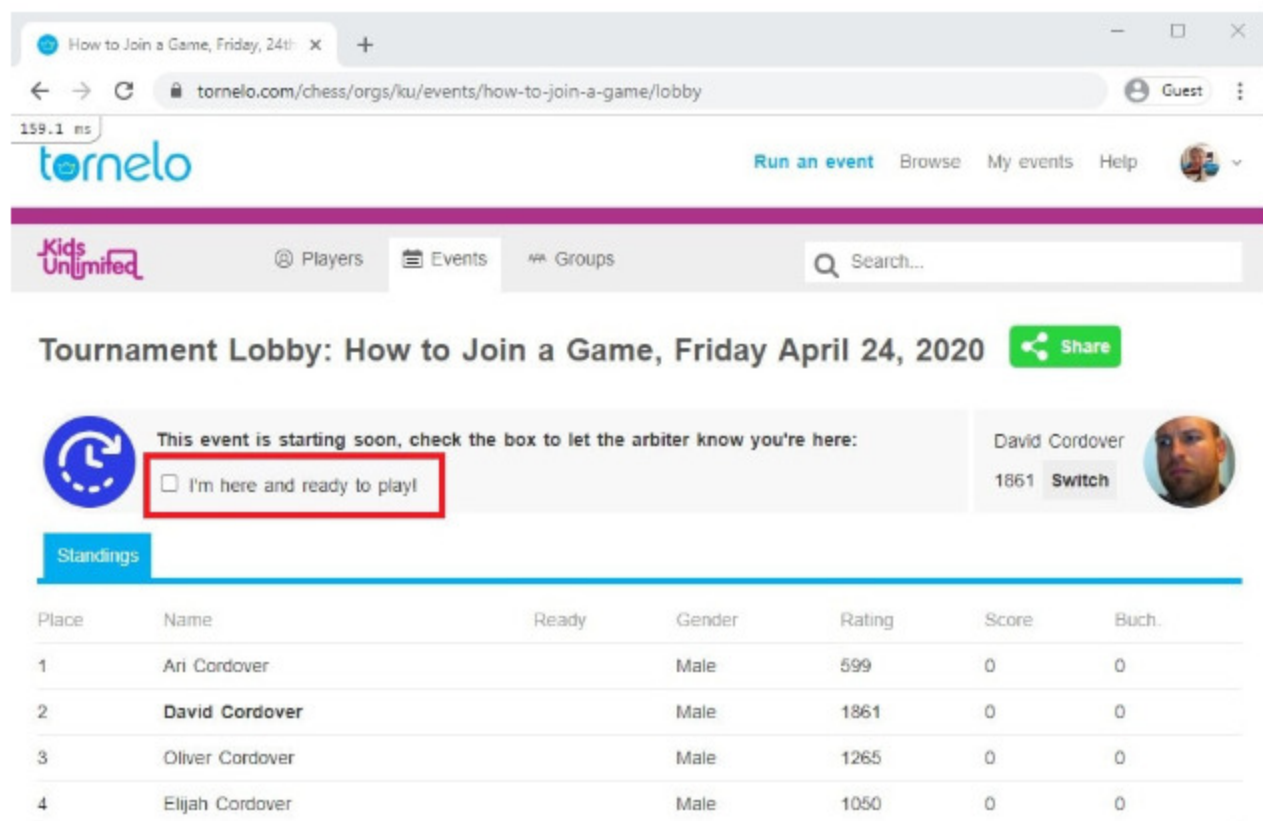 How to Join a Game, Friday, 24th
tornelo.com/chess/orgs/ku/events/how-to-join-a-game/lobby
Guest
159.1 ms
tornelo
Run an event Browse My events Help
Kids
Unlimited
Players Events Groups Search...
Tournament Lobby: How to Join a Game, Friday April 24, 2020 Share
This event is starting soon, check the box to let the arbiter know you're here:
I'm here and ready to play!
David Cordover
1861 Switch
Standings
Place Name Ready Gender Rating Score Buch.
1 Ari Cordover Male 599 0 0
2 David Cordover Male 1861 0 0
3 Oliver Cordover Male 1265 0 0
4 Elijah Cordover Male 1050 0 0